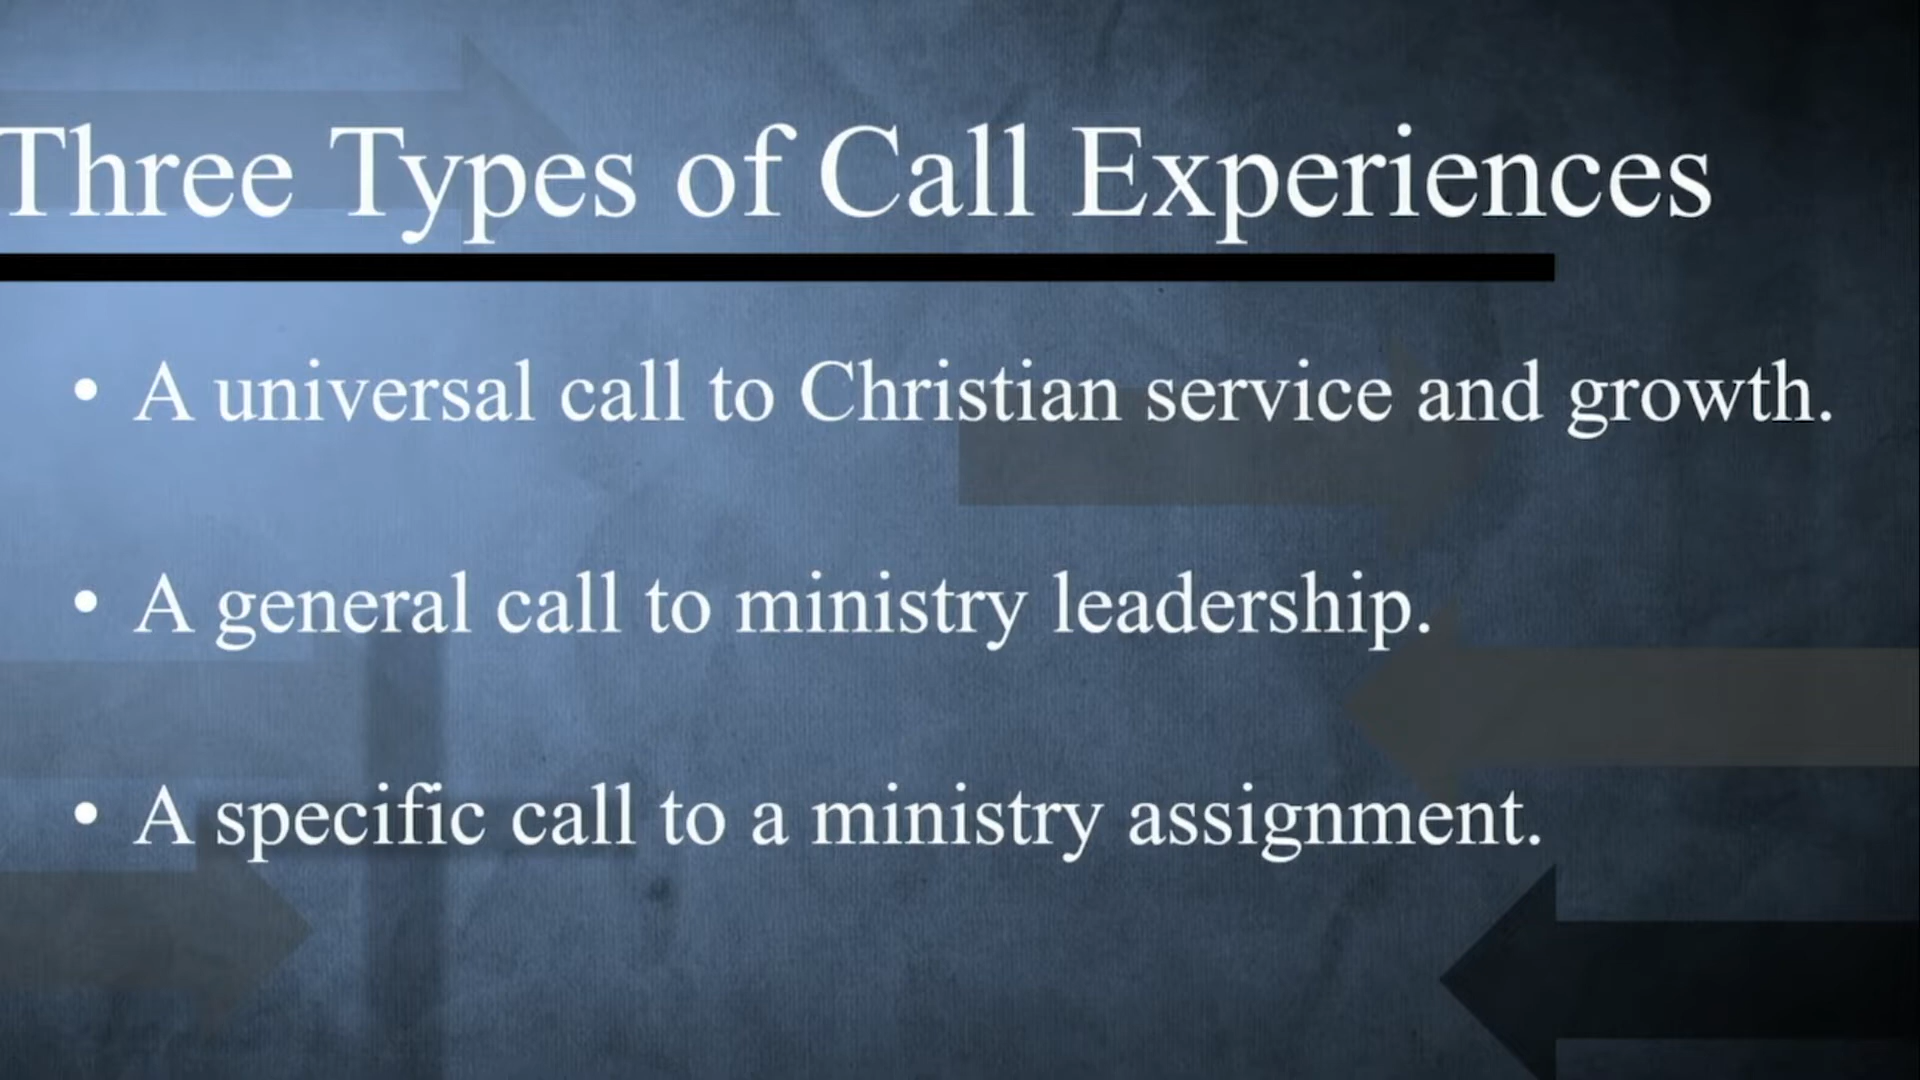 Three Types of Call Experiences
• A universal call to Christian service and growth.
• A general call to ministry leadership.
• A specific call to a ministry assignment.